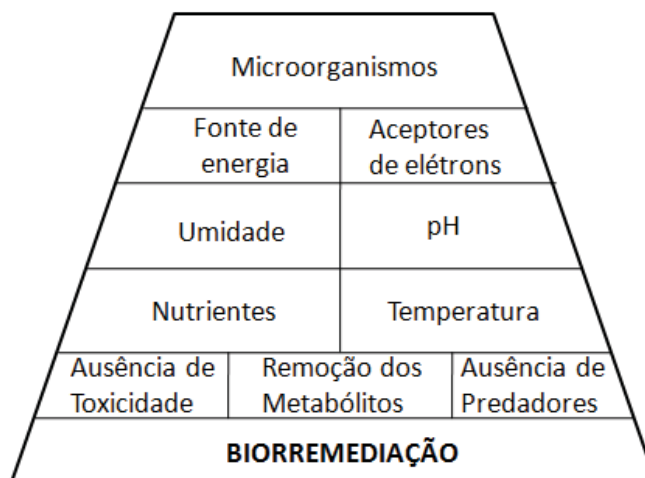 Microorganismos
Fonte de
energia
Aceptores
de elétrons
Umidade
pH
Nutrientes
Temperatura
Ausência de
Toxicidade
Remoção dos
Metabólitos
Ausência de
Predadores
BIORREMEDIAÇÃO